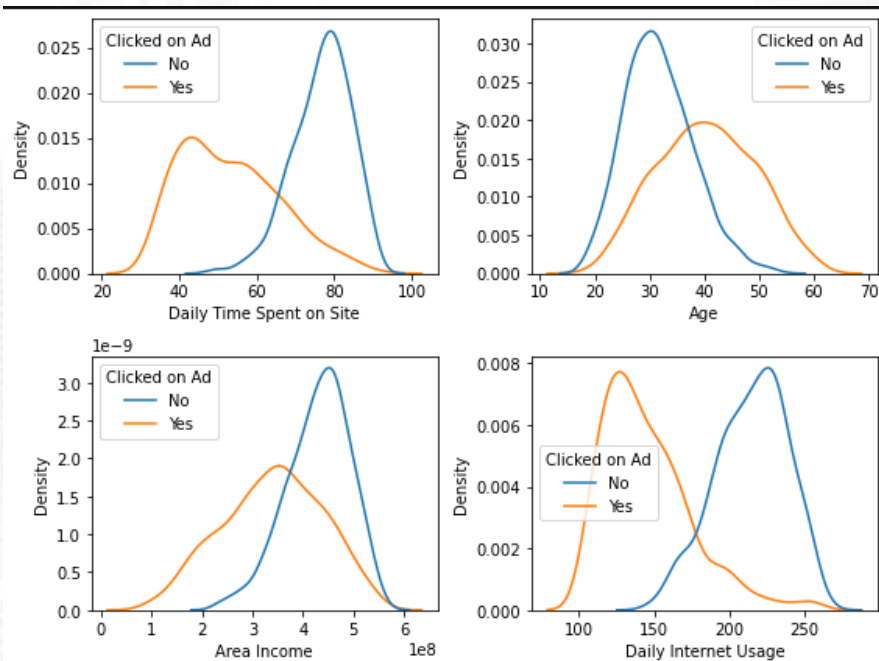 Clicked on Ad
No
Yes
0.025
0.020
0.015
0.010
0.005
0.000
Density
20 40 60 80 100
Daily Time Spent on Site
Clicked on Ad
No
Yes
0.030
0.025
0.020
0.015
0.010
0.005
0.000
Density
10 20 30 40 50 60 70
Age
1e−9
Clicked on Ad
No
Yes
3.0
2.5
2.0
1.5
1.0
0.5
0.0
Density
0 1 2 3 4 5 6
1e8
Area Income
0.008
0.006
0.004
0.002
0.000
Density
Clicked on Ad
No
Yes
100 150 200 250
Daily Internet Usage